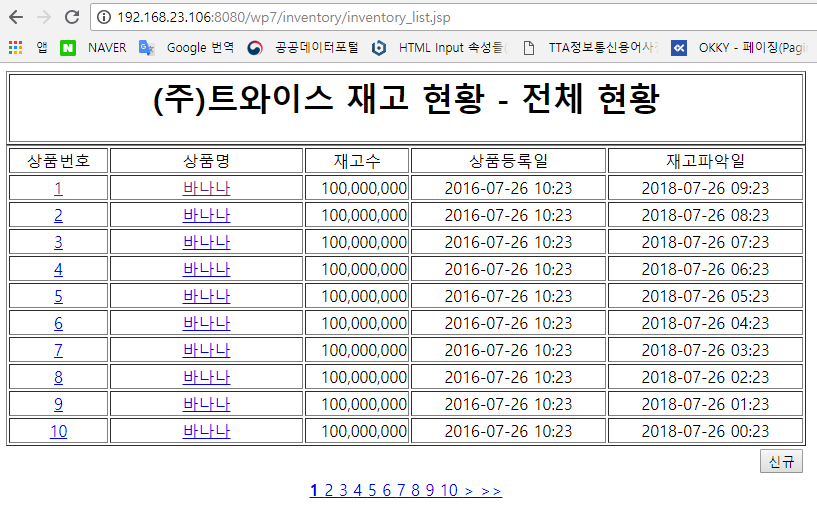 192.168.23.106:8080/wp7/inventory/inventory_list.jsp
앱 NAVER Google 번역 공공데이터포털 HTML Input 속성들( TTA정보통신용어사 OKKY - 페이징(Pagi
(주)트와이스 재고 현황 - 전체 현황
상품번호 상품명 재고수 상품등록일 재고파악일
1 바나나 100,000,000 2016-07-26 10:23 2018-07-26 09:23
2 바나나 100,000,000 2016-07-26 10:23 2018-07-26 08:23
3 바나나 100,000,000 2016-07-26 10:23 2018-07-26 07:23
4 바나나 100,000,000 2016-07-26 10:23 2018-07-26 06:23
5 바나나 100,000,000 2016-07-26 10:23 2018-07-26 05:23
6 바나나 100,000,000 2016-07-26 10:23 2018-07-26 04:23
7 바나나 100,000,000 2016-07-26 10:23 2018-07-26 03:23
8 바나나 100,000,000 2016-07-26 10:23 2018-07-26 02:23
9 바나나 100,000,000 2016-07-26 10:23 2018-07-26 01:23
10 바나나 100,000,000 2016-07-26 10:23 2018-07-26 00:23
신규
1 2 3 4 5 6 7 8 9 10 > >>